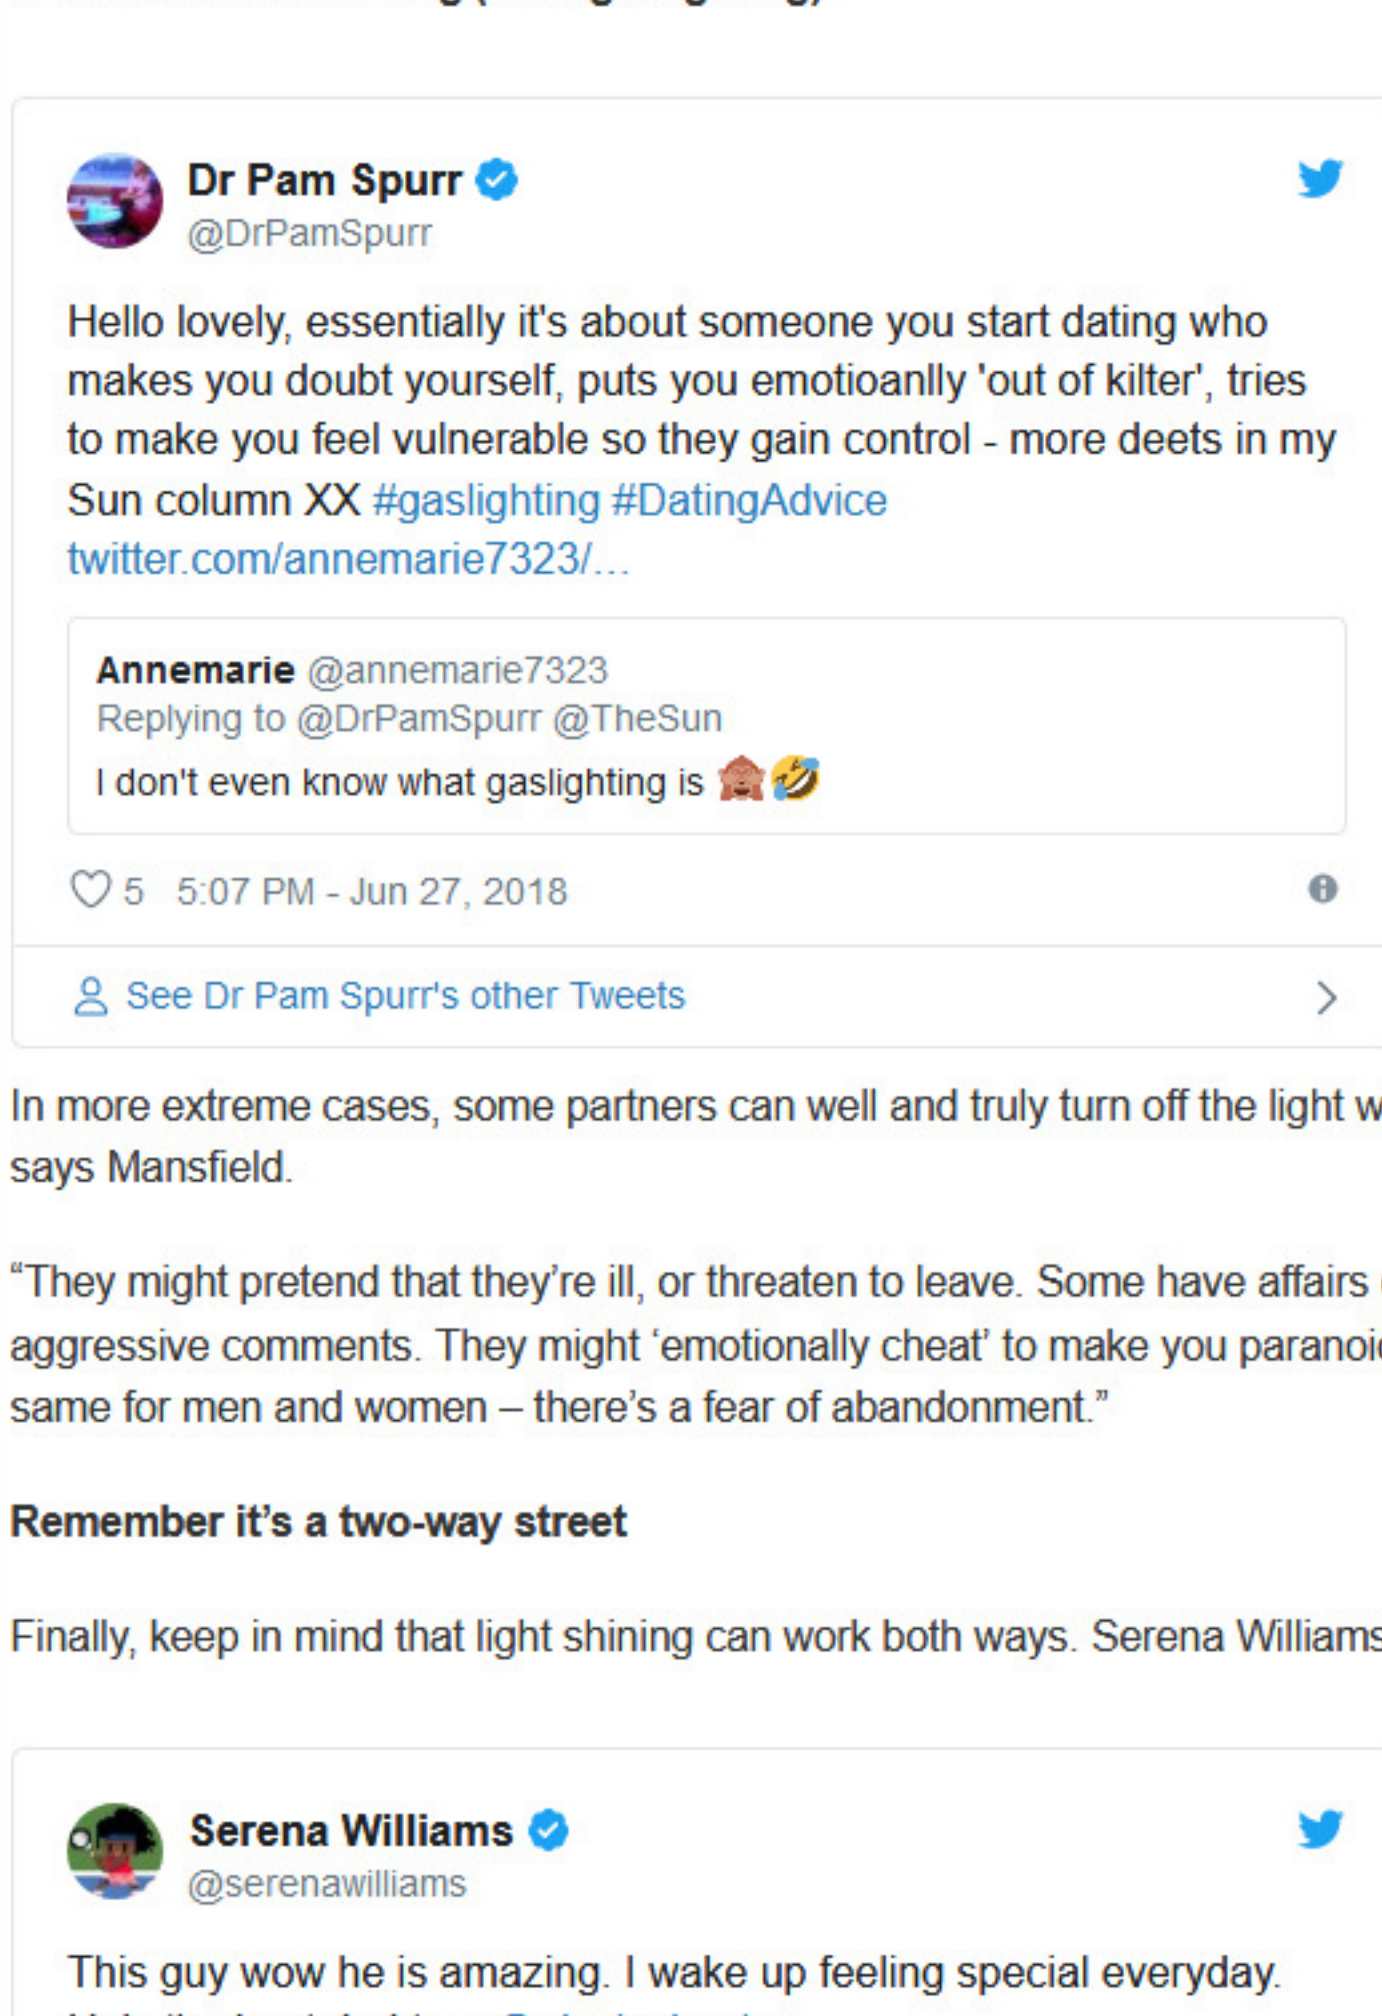 Dr Pam Spurr
@DrPamSpurr
Hello lovely, essentially it's about someone you start dating who
makes you doubt yourself, puts you emotioanlly 'out of kilter', tries
to make you feel vulnerable so they gain control - more deets in my
Sun column XX #gaslighting #DatingAdvice
twitter.com/annemarie7323/...
Annemarie @annemarie7323
Replying to @DrPamSpurr @TheSun
I don't even know what gaslighting is 🙈🤣
5 5:07 PM - Jun 27, 2018
See Dr Pam Spurr's other Tweets
In more extreme cases, some partners can well and truly turn off the light
says Mansfield.
“They might pretend that they’re ill, or threaten to leave. Some have affairs
aggressive comments. They might ‘emotionally cheat’ to make you
same for men and women – there’s a fear of abandonment.”
Remember it’s a two-way street
Finally, keep in mind that light shining can work both ways. Serena Williams
Serena Williams
@serenawilliams
This guy wow he is amazing. I wake up feeling special everyday.